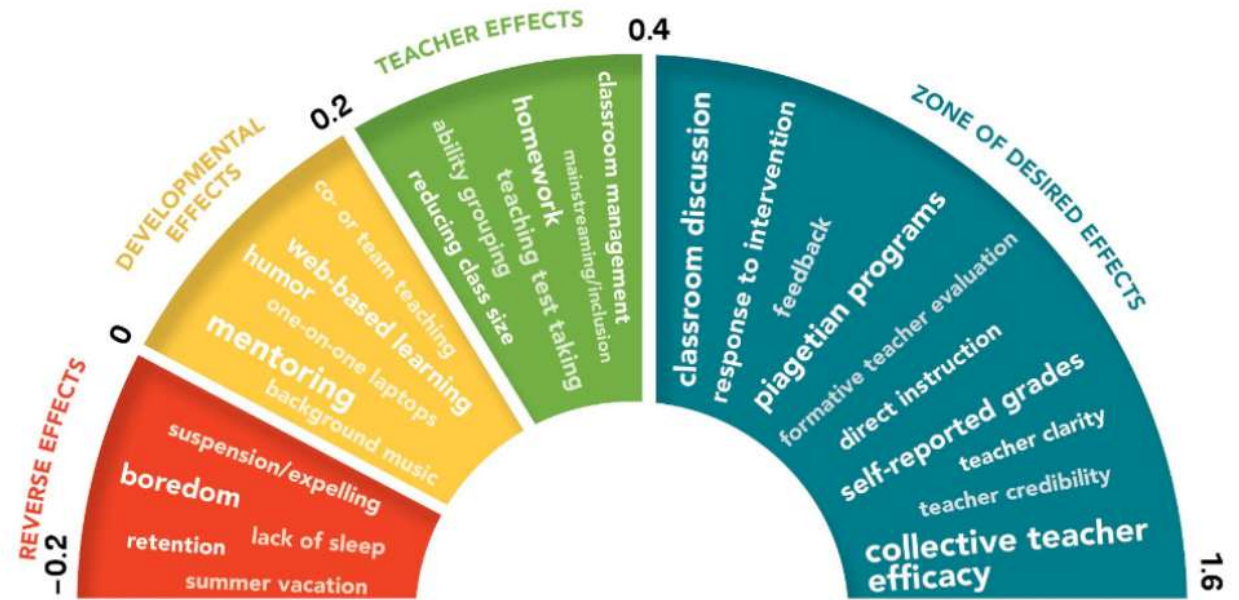 REVERSE EFFECTS
DEVELOPMENTAL
EFFECTS
TEACHER EFFECTS
ZONE OF DESIRED EFFECTS
−0.2
0
0.2
0.4
1.6
suspension/expelling
boredom
lack of sleep
retention
summer vacation
co- or team teaching
web-based learning
humor
one-on-one laptops
mentoring
background music
classroom management
mainstreaming/inclusion
homework
teaching test taking
ability grouping
reducing class size
classroom discussion
response to intervention
feedback
piagetian programs
formative teacher evaluation
direct instruction
self-reported grades
teacher clarity
teacher credibility
collective teacher
efficacy